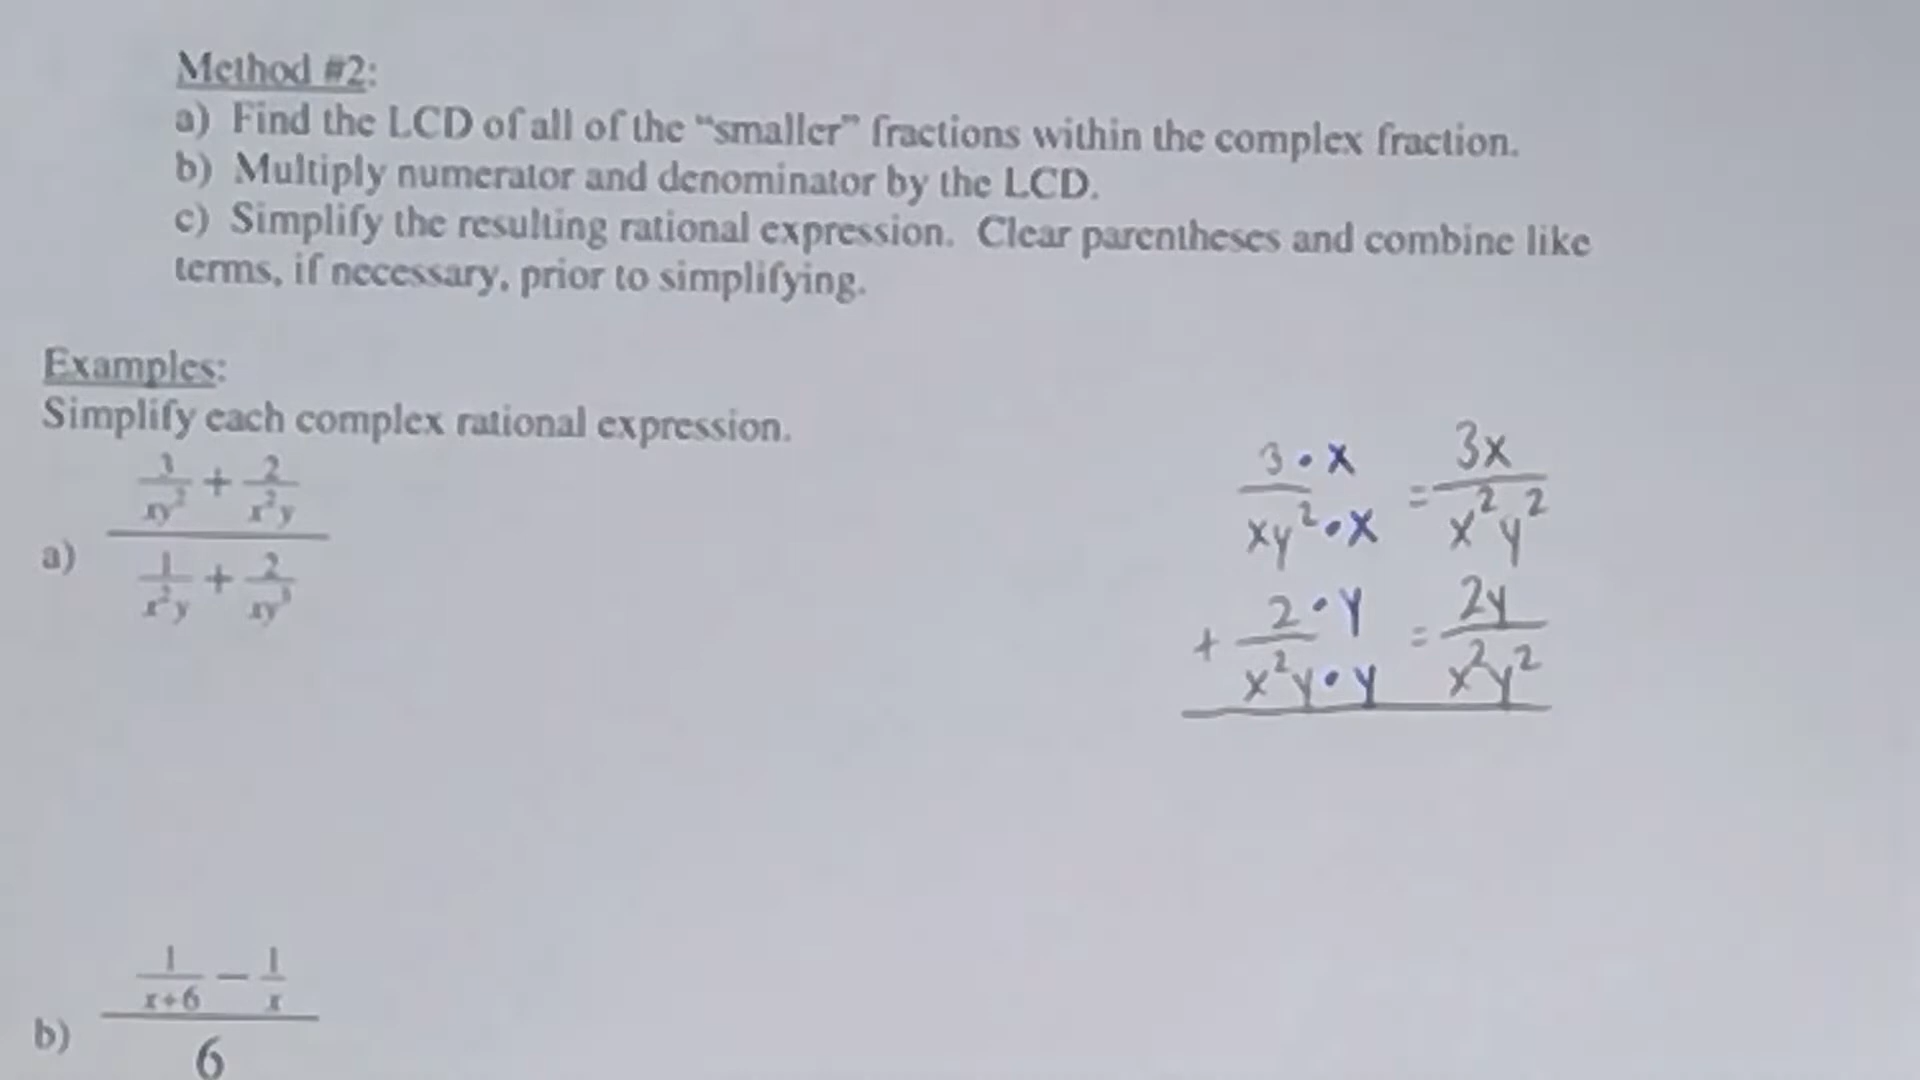 Method #2:
a) Find the LCD of all of the “smaller” fractions within the complex fraction.
b) Multiply numerator and denominator by the LCD.
c) Simplify the resulting rational expression. Clear parentheses and combine like
terms, if necessary, prior to simplifying.
Examples:
Simplify each complex rational expression.
a)
3/xy² + 2/x²y
1/x²y + 2/xy³
3·x/xy²·x = 3x/x²y²
+ 2·y/x²y·y = 2y/x²y²
b)
1/x+6 − 1/x
6